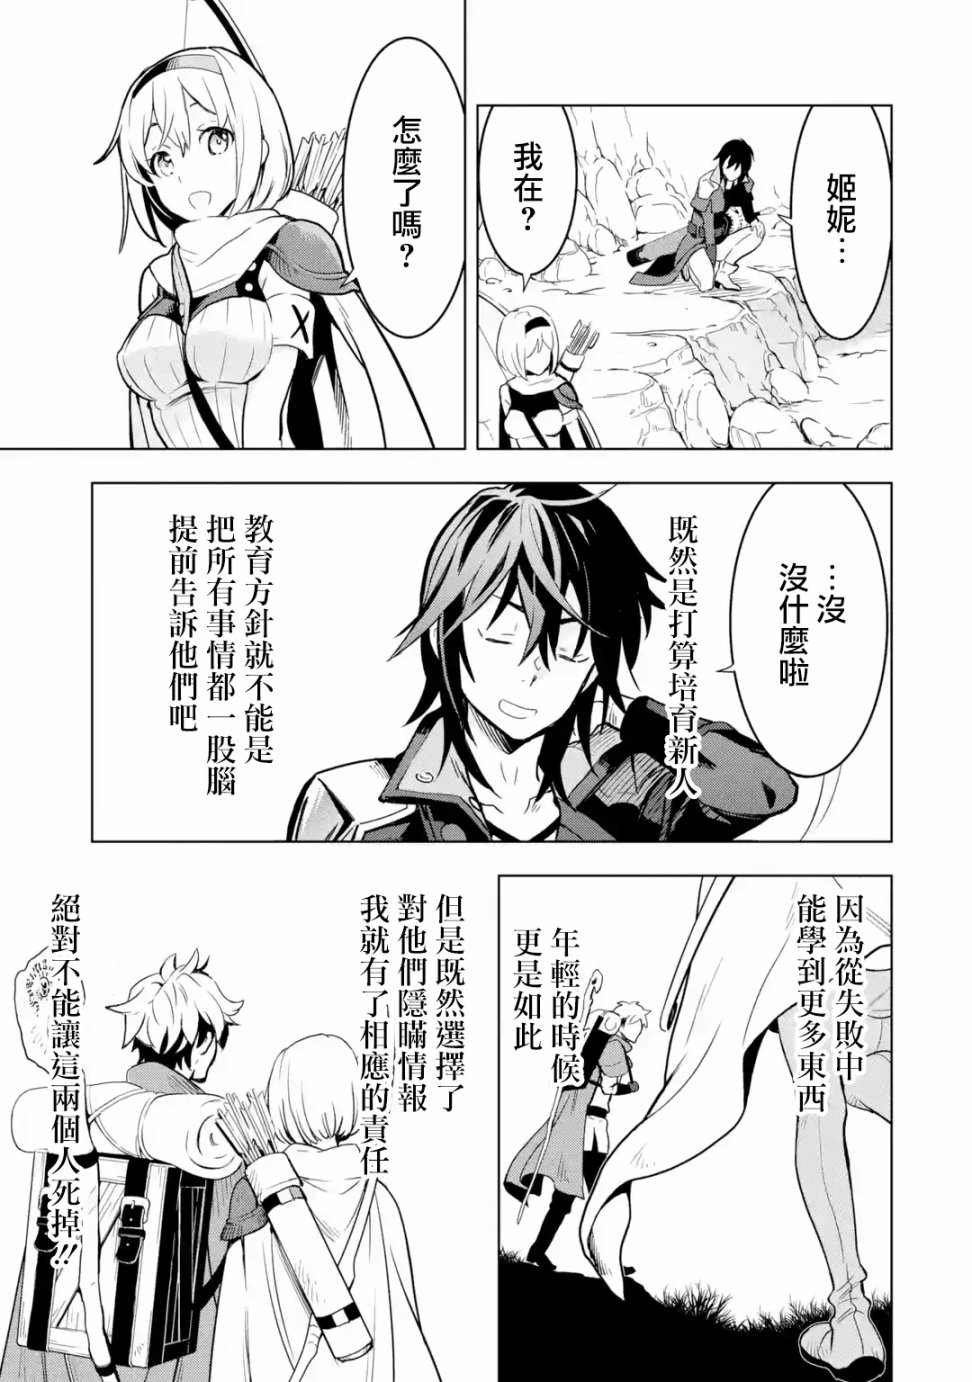 姬妮…
我在？
怎麼了嗎？
…沒
沒什麼啦
既然是打算培育新人
教育方針就不能是
把所有事情都一股腦
提前告訴他們吧
因為從失敗中
能學到更多東西
年輕的時候
更是如此
但是既然選擇了
對他們隱瞞情報
我就有了相應的責任
絕對不能讓這兩個人死掉!!